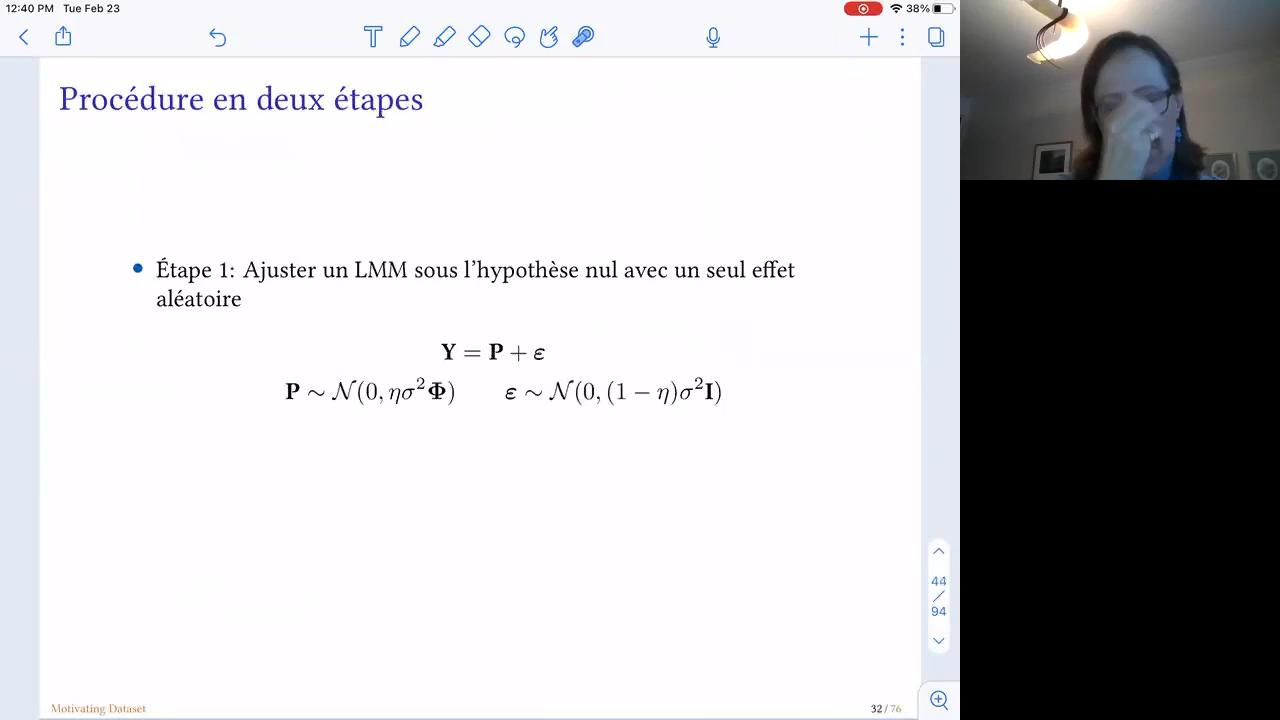 12:40 PM Tue Feb 23
38%
Procédure en deux étapes
Étape 1: Ajuster un LMM sous l'hypothèse nul avec un seul effet
aléatoire
Y = P + ε
P ∼ 𝒩(0, ησ²Φ) ε ∼ 𝒩(0, (1 − η)σ²I)
44
/
94
Motivating Dataset
32 / 76